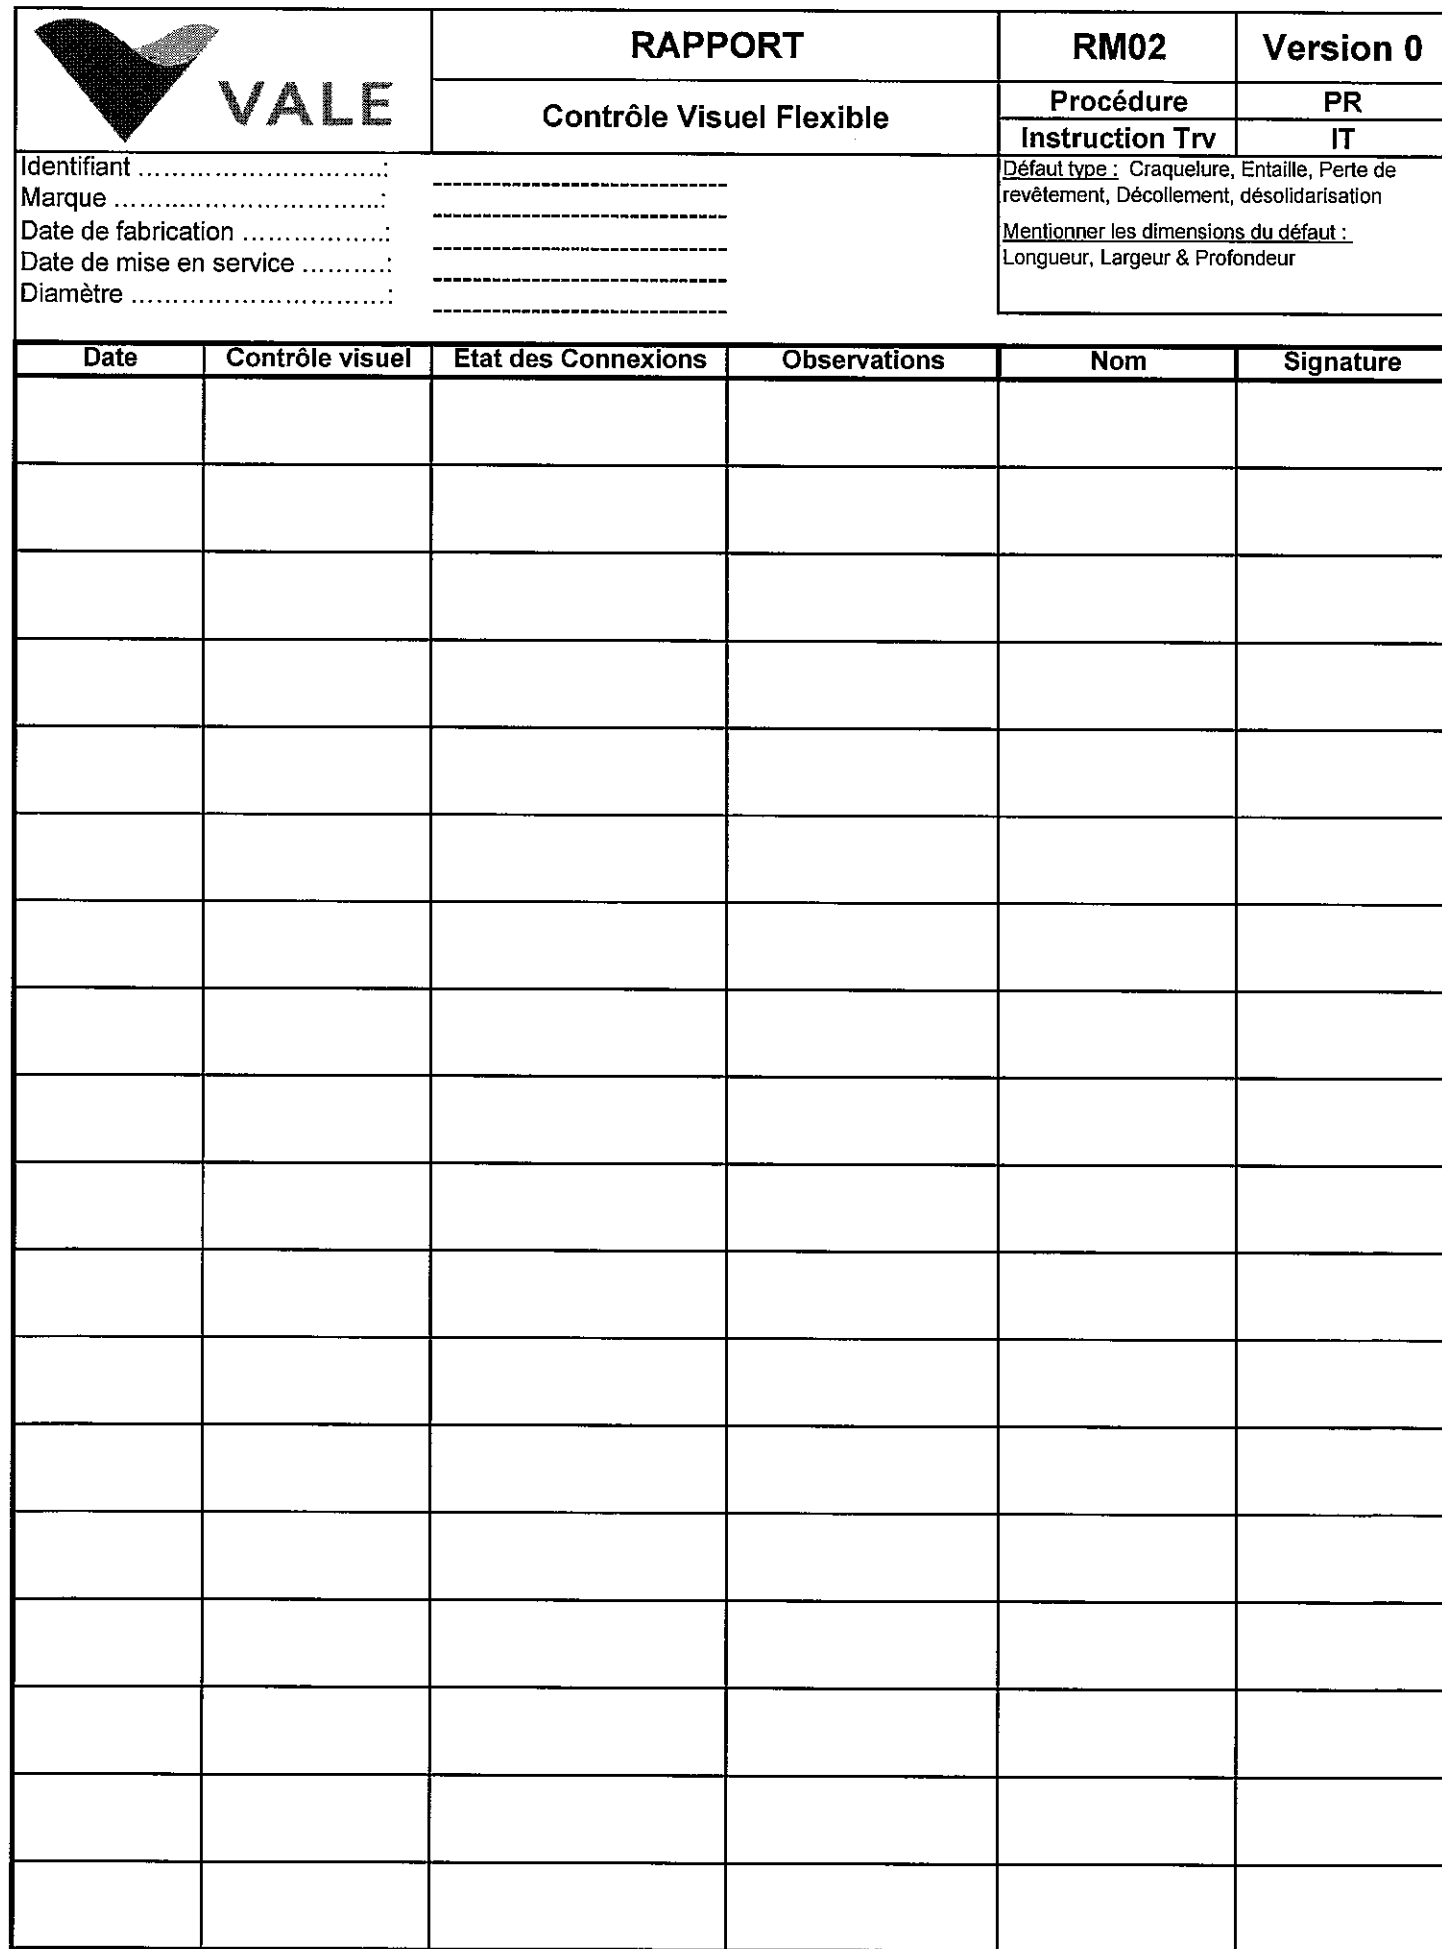 VALE
RAPPORT
RM02
Version 0
Contrôle Visuel Flexible
Procédure
PR
Instruction Trv
IT
Identifiant ..............................:
Marque ................................:
Date de fabrication .................:
Date de mise en service ..........:
Diamètre ...............................:
Défaut type : Craquelure, Entaille, Perte de
revêtement, Décollement, désolidarisation
Mentionner les dimensions du défaut :
Longueur, Largeur & Profondeur
Date
Contrôle visuel
Etat des Connexions
Observations
Nom
Signature